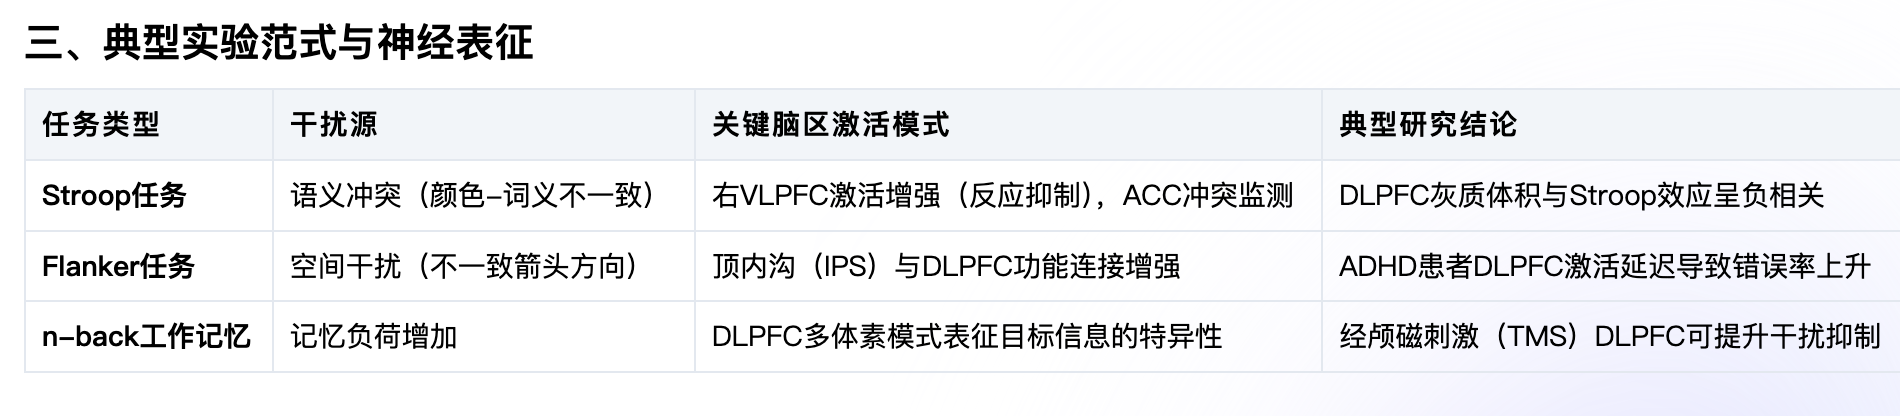 三、典型实验范式与神经表征
任务类型 干扰源 关键脑区激活模式 典型研究结论
Stroop任务 语义冲突（颜色–词义不一致） 右VLPFC激活增强（反应抑制），ACC冲突监测 DLPFC灰质体积与Stroop效应呈负相关
Flanker任务 空间干扰（不一致箭头方向） 顶内沟（IPS）与DLPFC功能连接增强 ADHD患者DLPFC激活延迟导致错误率上升
n–back工作记忆 记忆负荷增加 DLPFC多体素模式表征目标信息的特异性 经颅磁刺激（TMS）DLPFC可提升干扰抑制